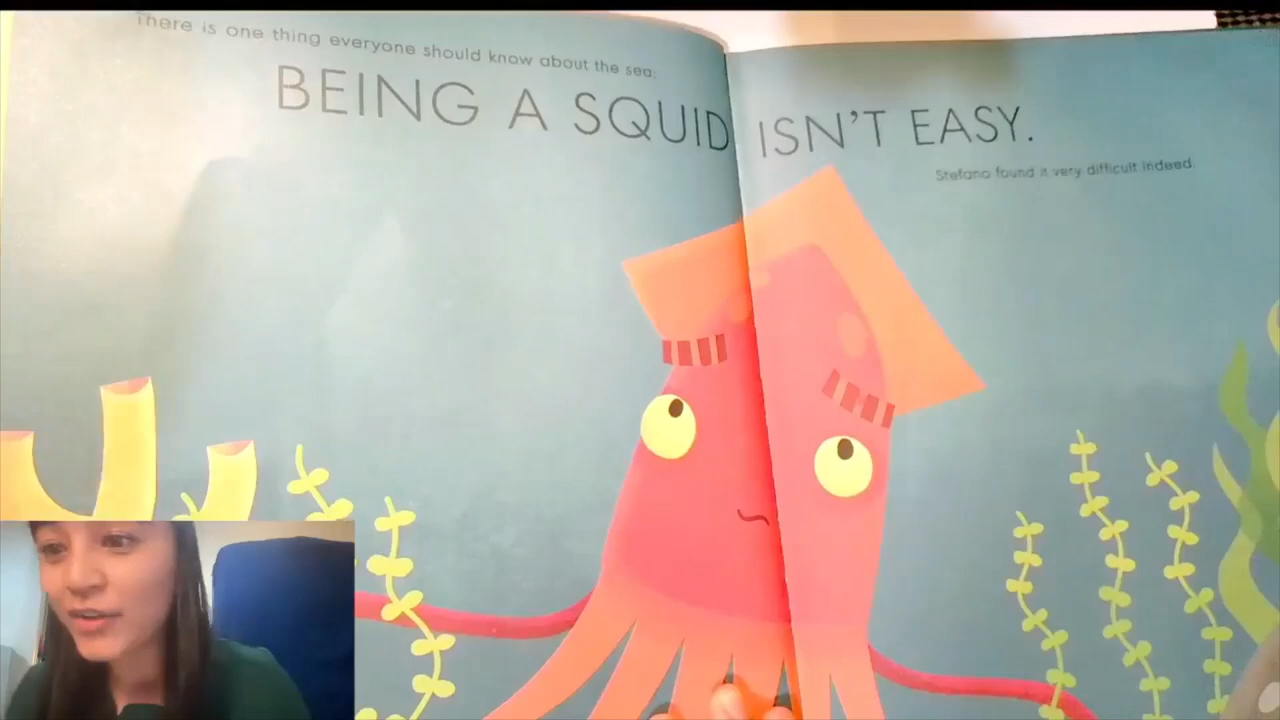 There is one thing everyone should know about the sea:
BEING A SQUID ISN'T EASY.
Stefano found it very difficult indeed.